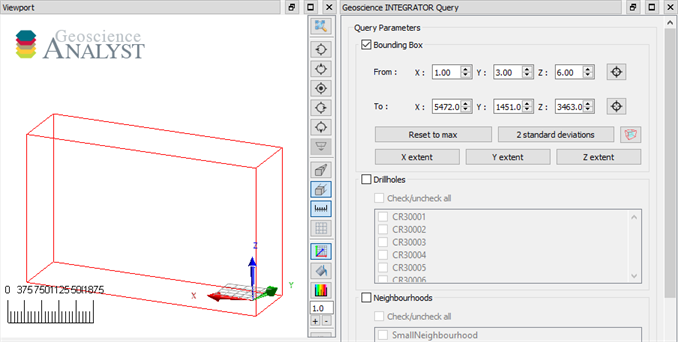 Viewport
Geoscience
ANALYST
Z
Y
X
0 375750112515001875
1.0
+ -
Geoscience INTEGRATOR Query
Query Parameters
Bounding Box
From : X : 1.00 Y : 3.00 Z : 6.00
To : X : 5472.0 Y : 1451.0 Z : 3463.0
Reset to max 2 standard deviations
X extent Y extent Z extent
Drillholes
Check/uncheck all
CR30001
CR30002
CR30003
CR30004
CR30005
CR30006
Neighbourhoods
Check/uncheck all
SmallNeighbourhood